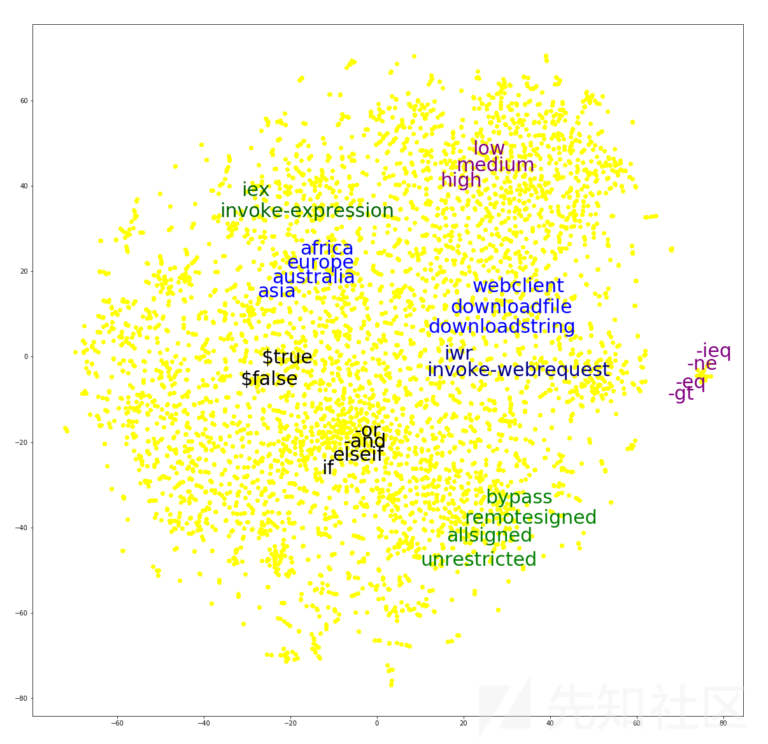 60
40
20
0
−20
−40
−60
−80
low
medium
high
iex
invoke-expression
africa
europe
australia
asia
webclient
downloadfile
downloadstring
iwr
invoke-webrequest
-ieq
-ne
-eq
-gt
$true
$false
-or
-and
elseif
if
bypass
remotesigned
allsigned
unrestricted
−60
−40
−20
0
20
40
60
80
先知社区